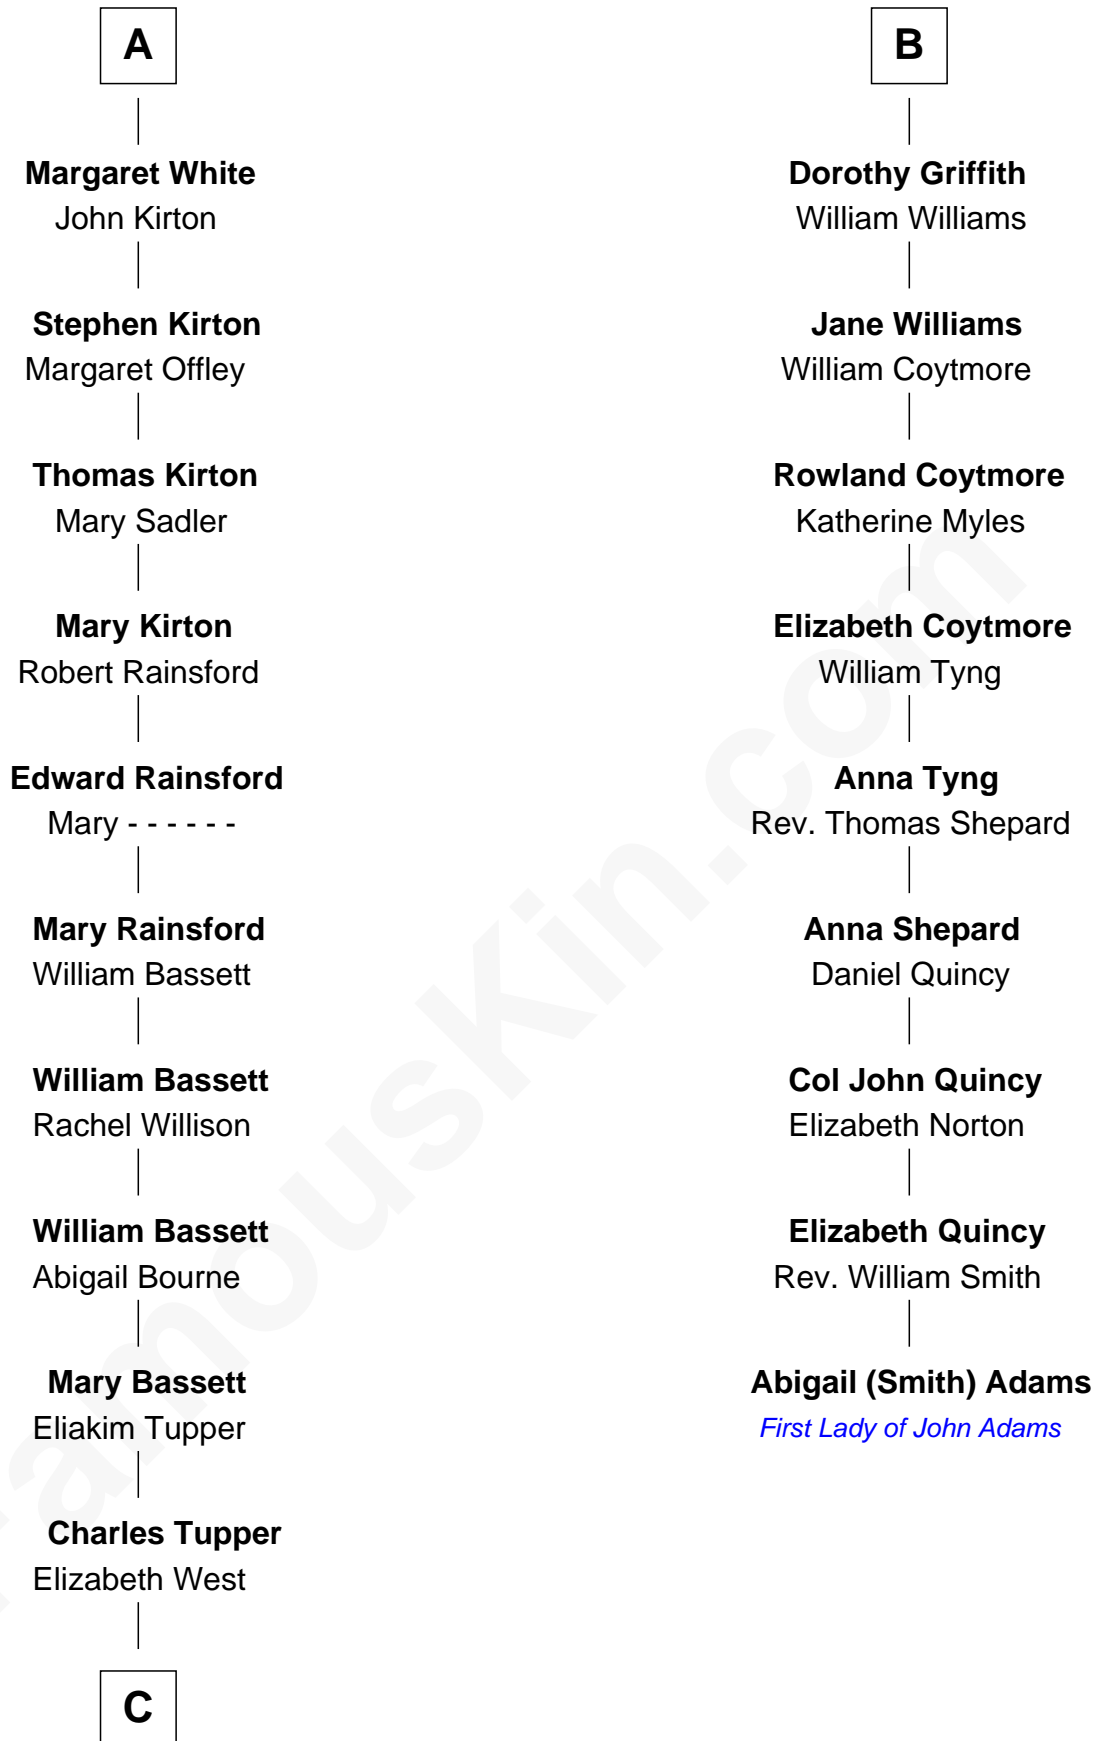 A
Margaret White
John Kirton
Stephen Kirton
Margaret Offley
Thomas Kirton
Mary Sadler
Mary Kirton
Robert Rainsford
Edward Rainsford
Mary - - - - - -
Mary Rainsford
William Bassett
William Bassett
Rachel Willison
William Bassett
Abigail Bourne
Mary Bassett
Eliakim Tupper
Charles Tupper
Elizabeth West
C
B
Dorothy Griffith
William Williams
Jane Williams
William Coytmore
Rowland Coytmore
Katherine Myles
Elizabeth Coytmore
William Tyng
Anna Tyng
Rev. Thomas Shepard
Anna Shepard
Daniel Quincy
Col John Quincy
Elizabeth Norton
Elizabeth Quincy
Rev. William Smith
Abigail (Smith) Adams
First Lady of John Adams
FamousKin.com